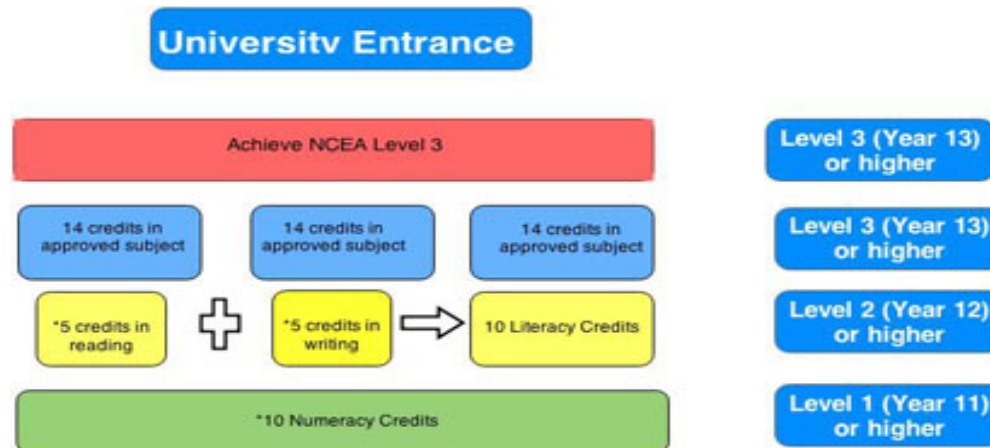 University Entrance
Achieve NCEA Level 3
Level 3 (Year 13)
or higher
14 credits in
approved subject
14 credits in
approved subject
14 credits in
approved subject
Level 3 (Year 13)
or higher
*5 credits in
reading
*5 credits in
writing
10 Literacy Credits
Level 2 (Year 12)
or higher
*10 Numeracy Credits
Level 1 (Year 11)
or higher